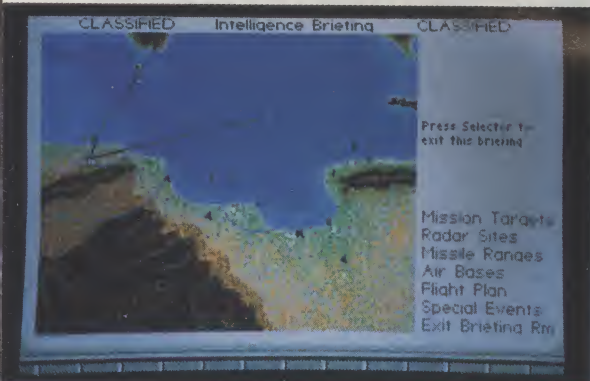 CLASSIFIED Intelligence Briefing CLASSIFIED
Press Selector to
exit this briefing
Mission Targets
Radar Sites
Missile Ranges
Air Bases
Flight Plan
Special Events
Exit Briefing Rm